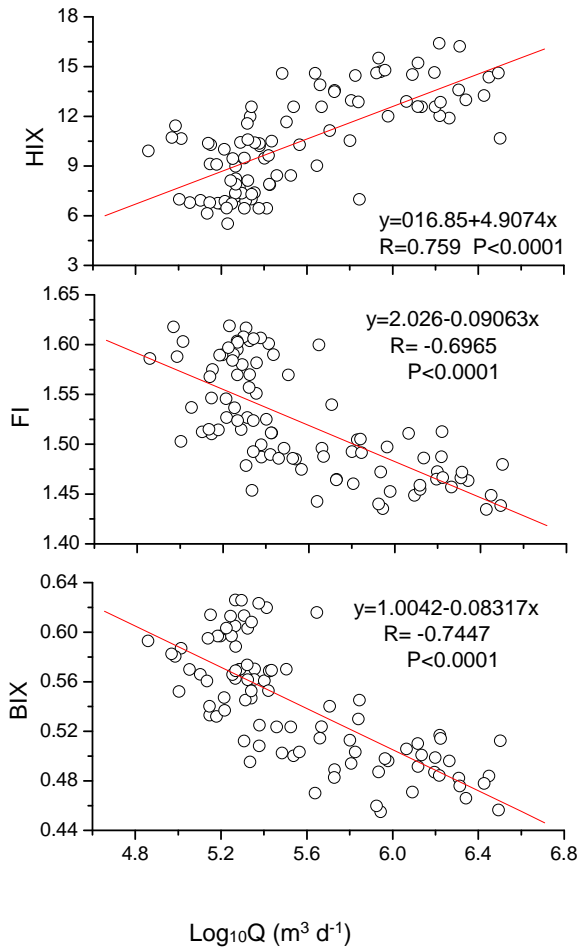 18
15
12
9
6
3
HIX
y=016.85+4.9074x
R=0.759 P<0.0001
1.65
1.60
1.55
1.50
1.45
1.40
FI
y=2.026-0.09063x
R= -0.6965
P<0.0001
0.64
0.60
0.56
0.52
0.48
0.44
BIX
y=1.0042-0.08317x
R= -0.7447
P<0.0001
4.8 5.2 5.6 6.0 6.4 6.8
Log₁₀Q (m³ d⁻¹)